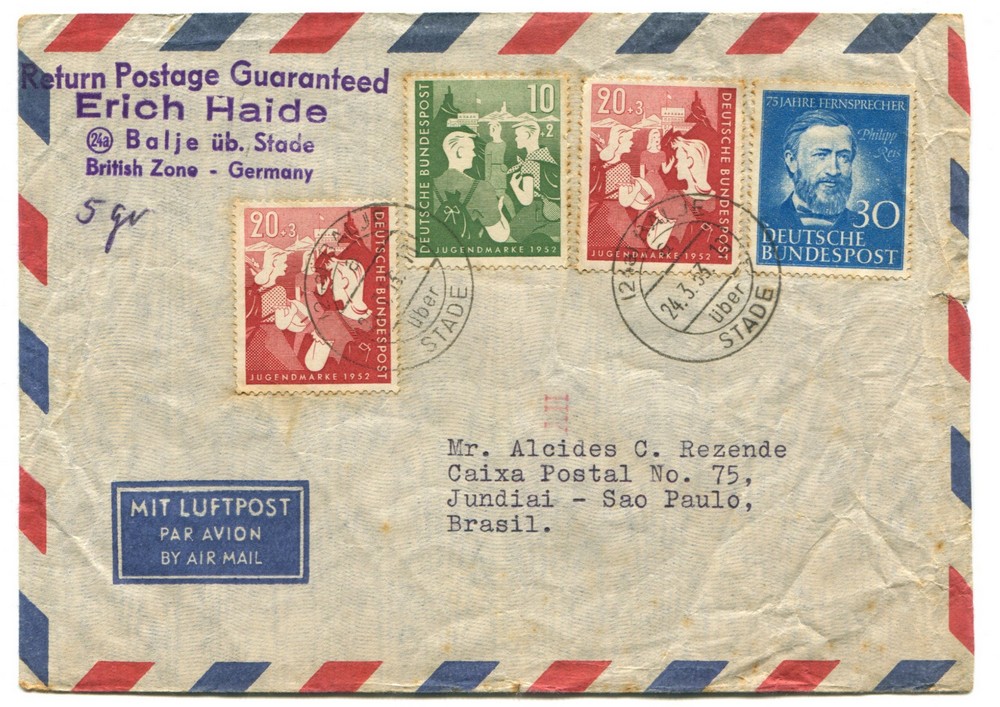 Return Postage Guaranteed
Erich Haide
24a Balje üb. Stade
British Zone - Germany
5 gr
10
+2
DEUTSCHE BUNDESPOST
JUGENDMARKE 1952
20+3
DEUTSCHE BUNDESPOST
JUGENDMARKE 1952
75 JAHRE FERNSPRECHER
Philipp
Reis
30
DEUTSCHE
BUNDESPOST
20+3
DEUTSCHE BUNDESPOST
JUGENDMARKE 1952
über
STADE
24.3.53
über
STADE
Mr. Alcides C. Rezende
Caixa Postal No. 75,
Jundiai - Sao Paulo,
Brasil.
MIT LUFTPOST
PAR AVION
BY AIR MAIL